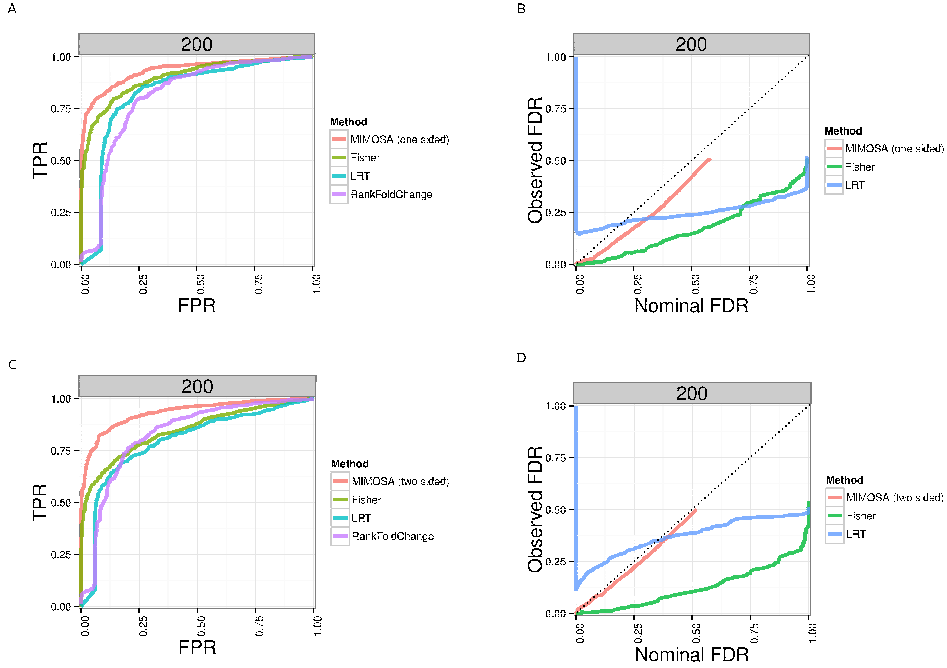 A
200
TPR
1.00
0.75
0.50
0.25
0.00
0.00
0.25
0.50
0.75
1.00
FPR
Method
MIMOSA (one sided)
Fisher
LRT
RankFoldChange
B
200
Observed FDR
1.00
0.75
0.50
0.25
0.00
0.00
0.25
0.50
0.75
1.00
Nominal FDR
Method
MIMOSA (one sided)
Fisher
LRT
C
200
TPR
1.00
0.75
0.50
0.25
0.00
0.00
0.25
0.50
0.75
1.00
FPR
Method
MIMOSA (two sided)
Fisher
LRT
RankFoldChange
D
200
Observed FDR
1.00
0.75
0.50
0.25
0.00
0.00
0.25
0.50
0.75
1.00
Nominal FDR
Method
MIMOSA (two sided)
Fisher
LRT